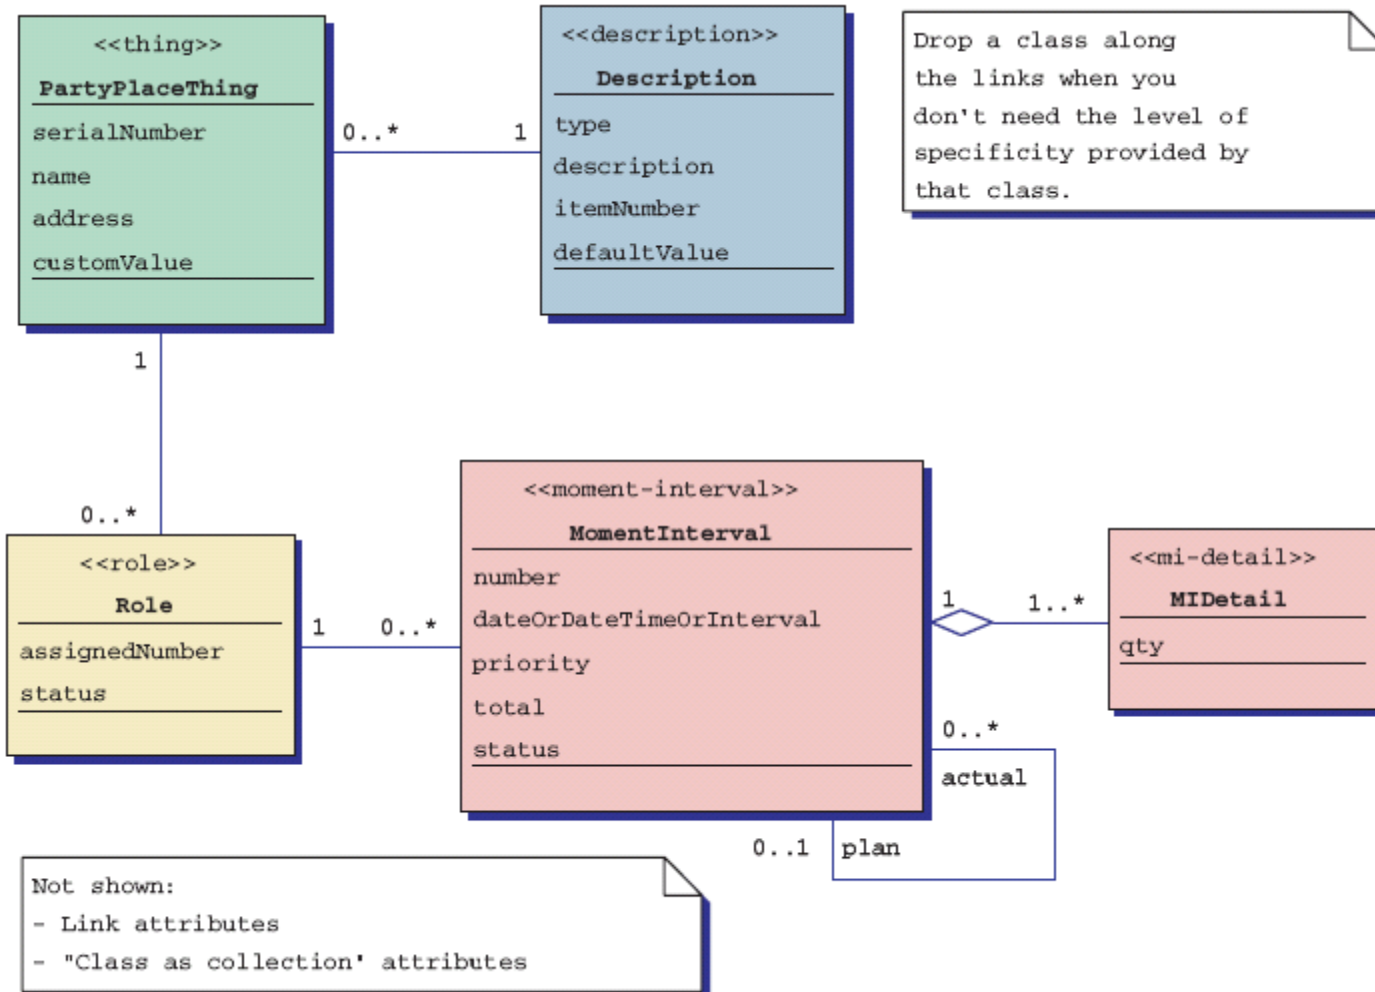 <<thing>>
PartyPlaceThing
serialNumber
name
address
customValue
0..*
1
<<description>>
Description
type
description
itemNumber
defaultValue
Drop a class along
the links when you
don't need the level of
specificity provided by
that class.
1
0..*
<<role>>
Role
assignedNumber
status
1
0..*
<<moment-interval>>
MomentInterval
number
dateOrDateTimeOrInterval
priority
total
status
1
1..*
<<mi-detail>>
MIDetail
qty
0..*
actual
0..1
plan
Not shown:
- Link attributes
- "Class as collection' attributes